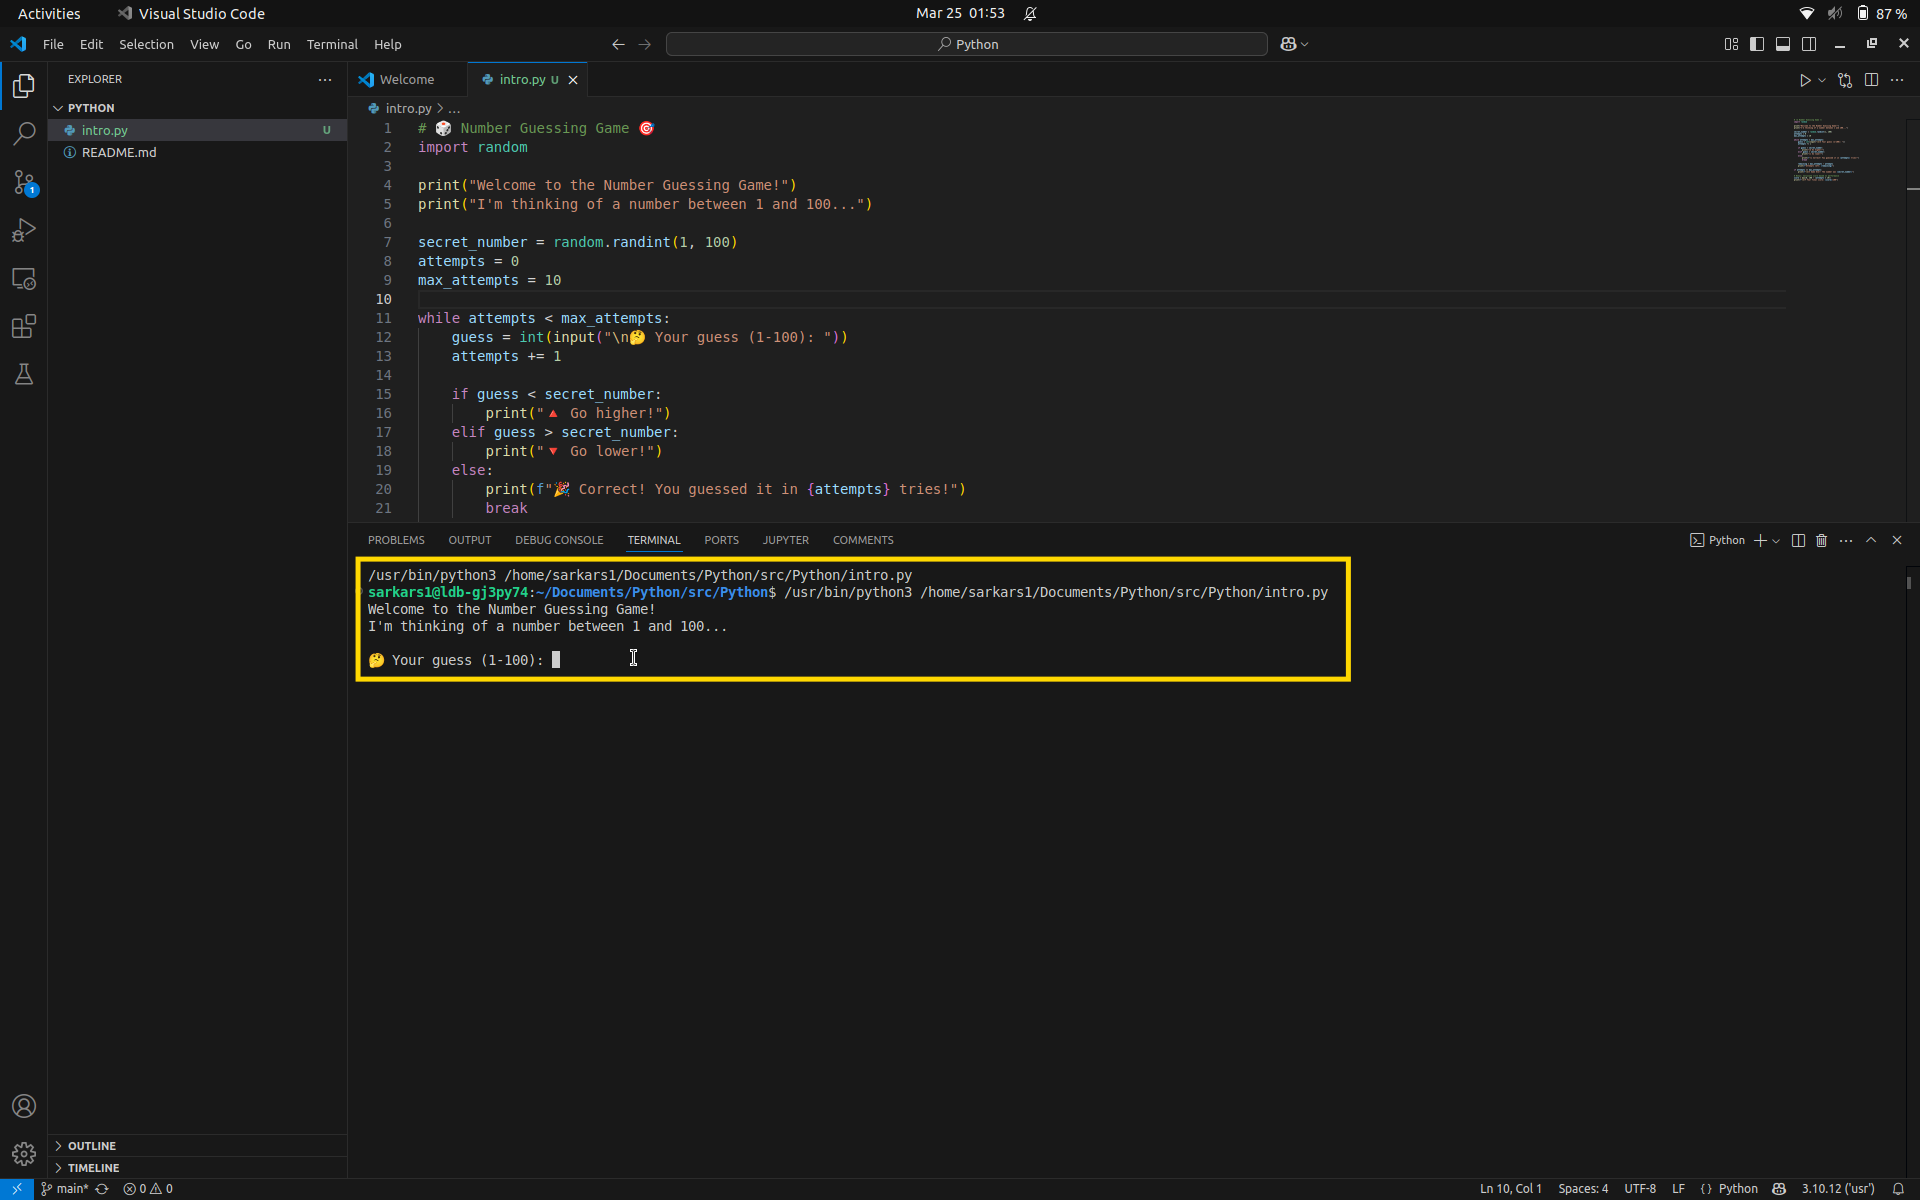 Activities Visual Studio Code Mar 25 01:53 87 %
File Edit Selection View Go Run Terminal Help Python
EXPLORER
PYTHON
intro.py U
README.md
1
OUTLINE
TIMELINE
Welcome intro.py U
intro.py > ...
1 # 🎲 Number Guessing Game 🎯
2 import random
3
4 print("Welcome to the Number Guessing Game!")
5 print("I'm thinking of a number between 1 and 100...")
6
7 secret_number = random.randint(1, 100)
8 attempts = 0
9 max_attempts = 10
10
11 while attempts < max_attempts:
12     guess = int(input("\n🤔 Your guess (1-100): "))
13     attempts += 1
14
15     if guess < secret_number:
16         print("🔺 Go higher!")
17     elif guess > secret_number:
18         print("🔻 Go lower!")
19     else:
20         print(f"🎉 Correct! You guessed it in {attempts} tries!")
21         break
PROBLEMS OUTPUT DEBUG CONSOLE TERMINAL PORTS JUPYTER COMMENTS Python
/usr/bin/python3 /home/sarkars1/Documents/Python/src/Python/intro.py
sarkars1@ldb-gj3py74:~/Documents/Python/src/Python$ /usr/bin/python3 /home/sarkars1/Documents/Python/src/Python/intro.py
Welcome to the Number Guessing Game!
I'm thinking of a number between 1 and 100...
🤔 Your guess (1-100):
main* 0 0 Ln 10, Col 1 Spaces: 4 UTF-8 LF { } Python 3.10.12 ('usr')